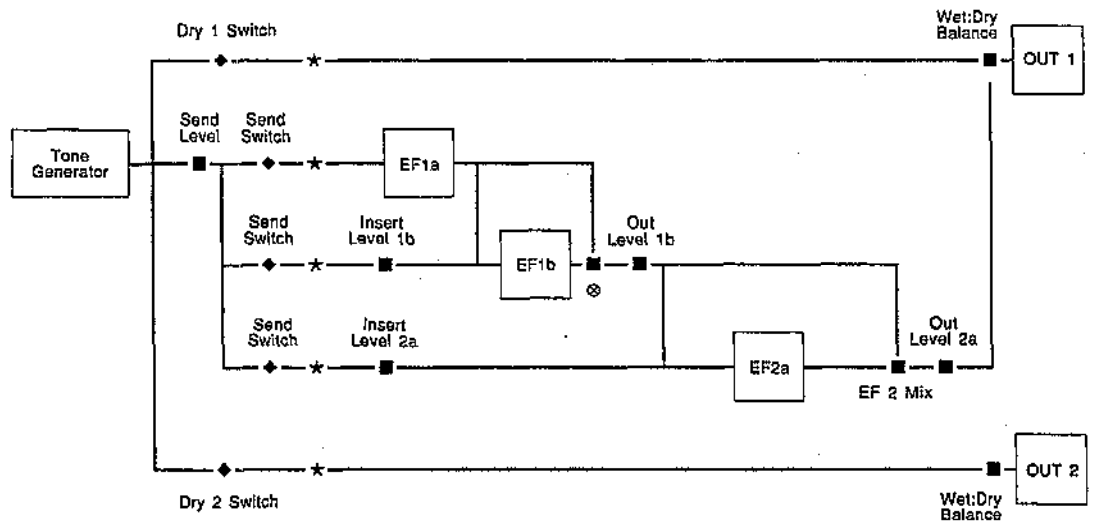 Dry 1 Switch
Wet:Dry
Balance
OUT 1
Send
Level
Send
Switch
Tone
Generator
EF1a
Send
Switch
Insert
Level 1b
EF1b
Out
Level 1b
Send
Switch
Insert
Level 2a
EF2a
Out
Level 2a
EF 2 Mix
OUT 2
Dry 2 Switch
Wet:Dry
Balance